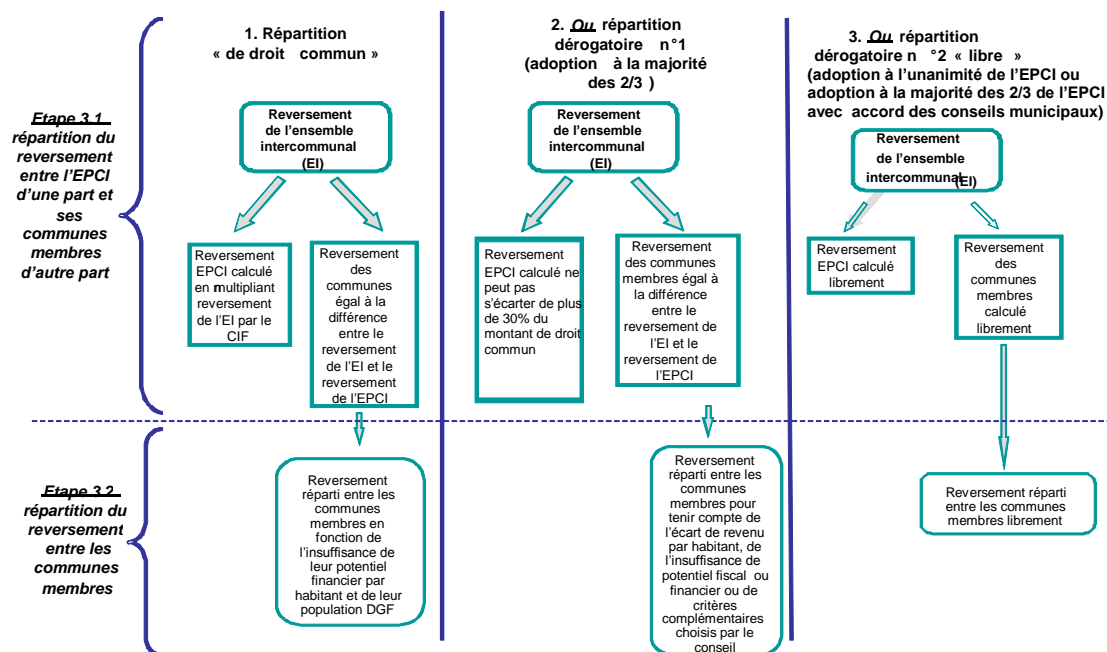 1. Répartition
« de droit commun »
2. Ou répartition
dérogatoire n°1
(adoption à la majorité
des 2/3 )
3. Ou répartition
dérogatoire n °2 « libre »
(adoption à l'unanimité de l'EPCI ou
adoption à la majorité des 2/3 de l'EPCI
avec accord des conseils municipaux)
Etape 3.1
répartition du
reversement
entre l'EPCI
d'une part et
ses
communes
membres
d'autre part
Reversement
de l'ensemble
intercommunal
(EI)
Reversement
EPCI calculé
en multipliant
reversement
de l'EI par le
CIF
Reversement
des
communes
égal à la
différence
entre le
reversement
de l'EI et le
reversement
de l'EPCI
Reversement
de l'ensemble
intercommunal
(EI)
Reversement
EPCI calculé ne
peut pas
s'écarter de plus
de 30% du
montant de droit
commun
Reversement
des communes
membres égal à
la différence
entre le
reversement de
l'EI et le
reversement de
l'EPCI
Reversement
de l'ensemble
intercommunal (EI)
Reversement
EPCI calculé
librement
Reversement
des
communes
membres
calculé
librement
Etape 3.2
répartition du
reversement
entre les
communes
membres
Reversement
réparti entre les
communes
membres en
fonction de
l'insuffisance de
leur potentiel
financier par
habitant et de leur
population DGF
Reversement
réparti entre les
communes
membres pour
tenir compte de
l'écart de revenu
par habitant, de
l'insuffisance de
potentiel fiscal ou
financier ou de
critères
complémentaires
choisis par le
conseil
Reversement réparti
entre les communes
membres librement